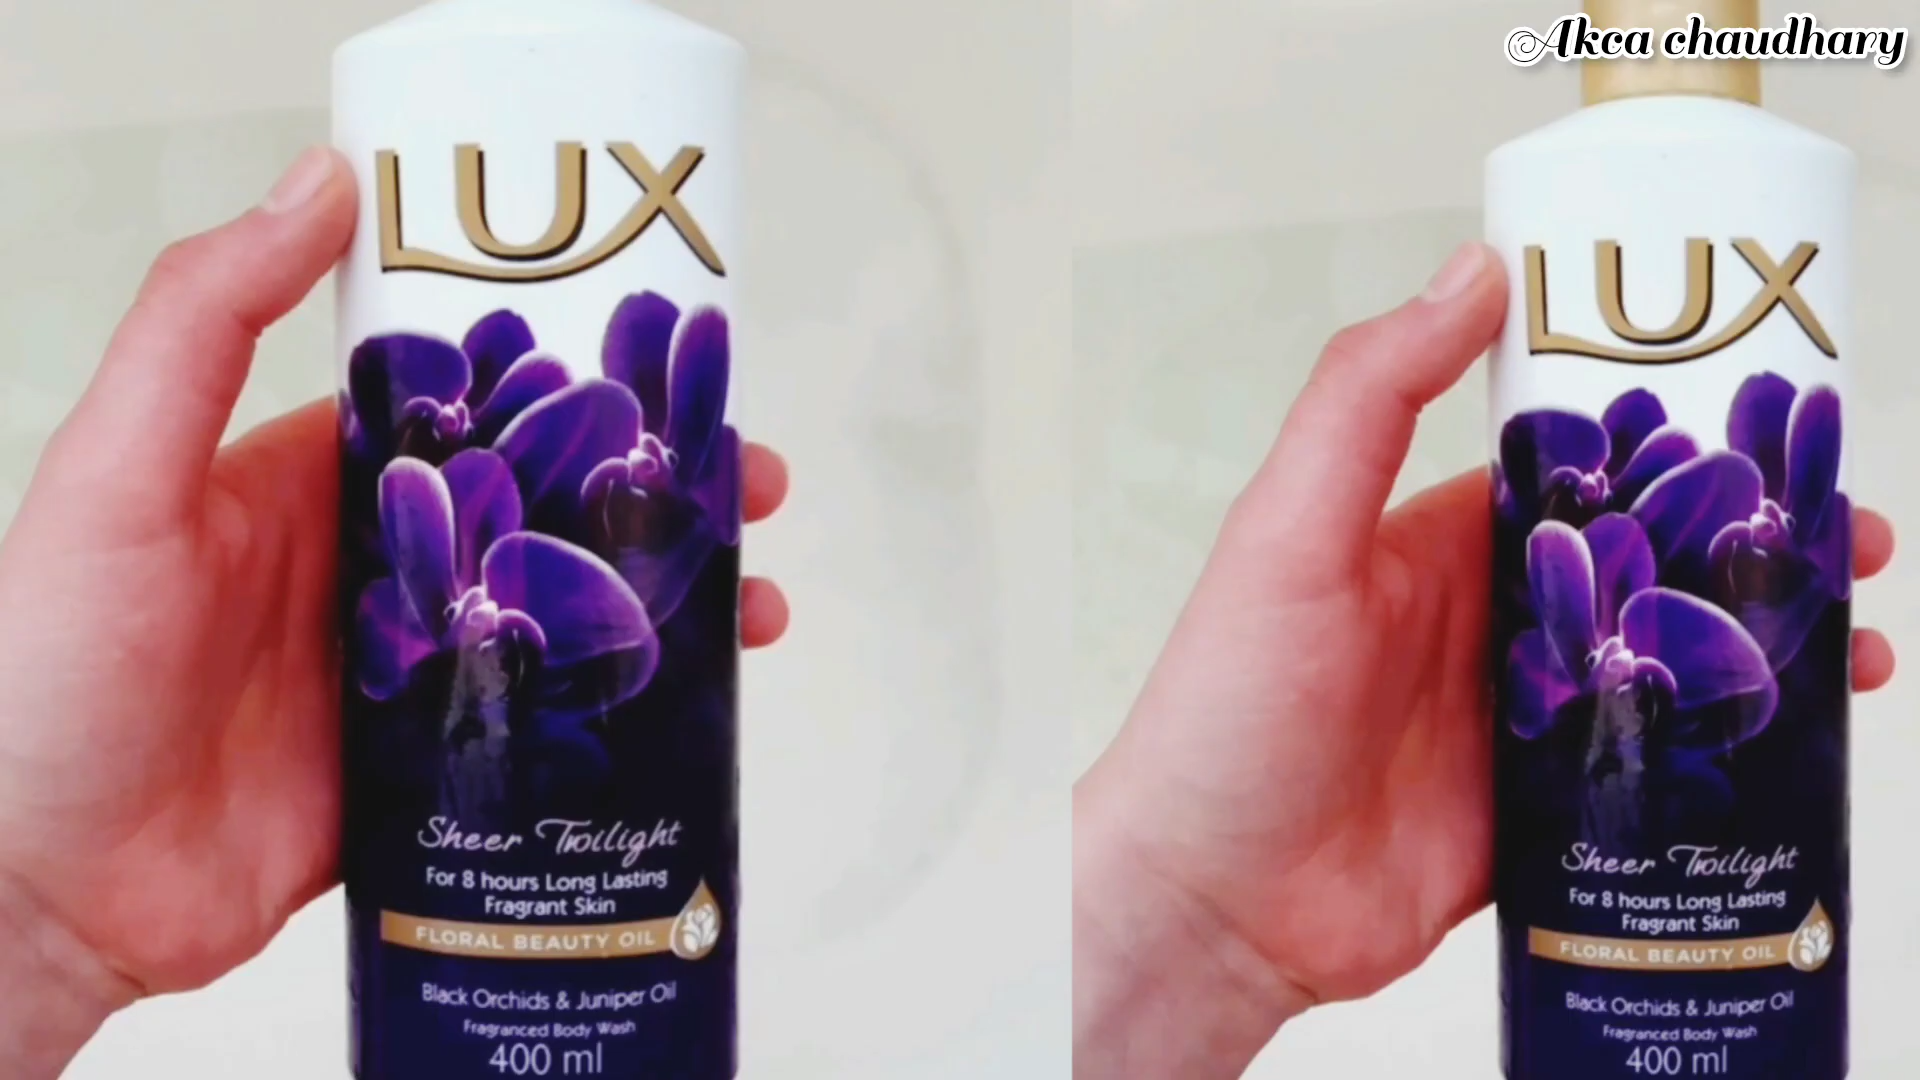 LUX
Sheer Twilight
For 8 hours Long Lasting
Fragrant Skin
FLORAL BEAUTY OIL
Black Orchids & Juniper Oil
Fragranced Body Wash
400 ml
Akca chaudhary
LUX
Sheer Twilight
For 8 hours Long Lasting
Fragrant Skin
FLORAL BEAUTY OIL
Black Orchids & Juniper Oil
Fragranced Body Wash
400 ml